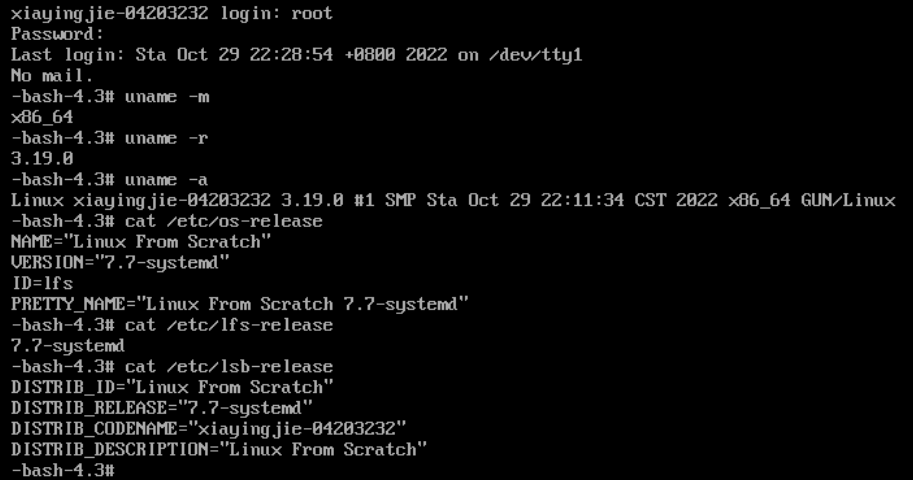 xiayingjie-04203232 login: root
Password:
Last login: Sta Oct 29 22:28:54 +0800 2022 on /dev/tty1
No mail.
-bash-4.3# uname -m
x86_64
-bash-4.3# uname -r
3.19.0
-bash-4.3# uname -a
Linux xiayingjie-04203232 3.19.0 #1 SMP Sta Oct 29 22:11:34 CST 2022 x86_64 GUN/Linux
-bash-4.3# cat /etc/os-release
NAME="Linux From Scratch"
VERSION="7.7-systemd"
ID=lfs
PRETTY_NAME="Linux From Scratch 7.7-systemd"
-bash-4.3# cat /etc/lfs-release
7.7-systemd
-bash-4.3# cat /etc/lsb-release
DISTRIB_ID="Linux From Scratch"
DISTRIB_RELEASE="7.7-systemd"
DISTRIB_CODENAME="xiayingjie-04203232"
DISTRIB_DESCRIPTION="Linux From Scratch"
-bash-4.3#